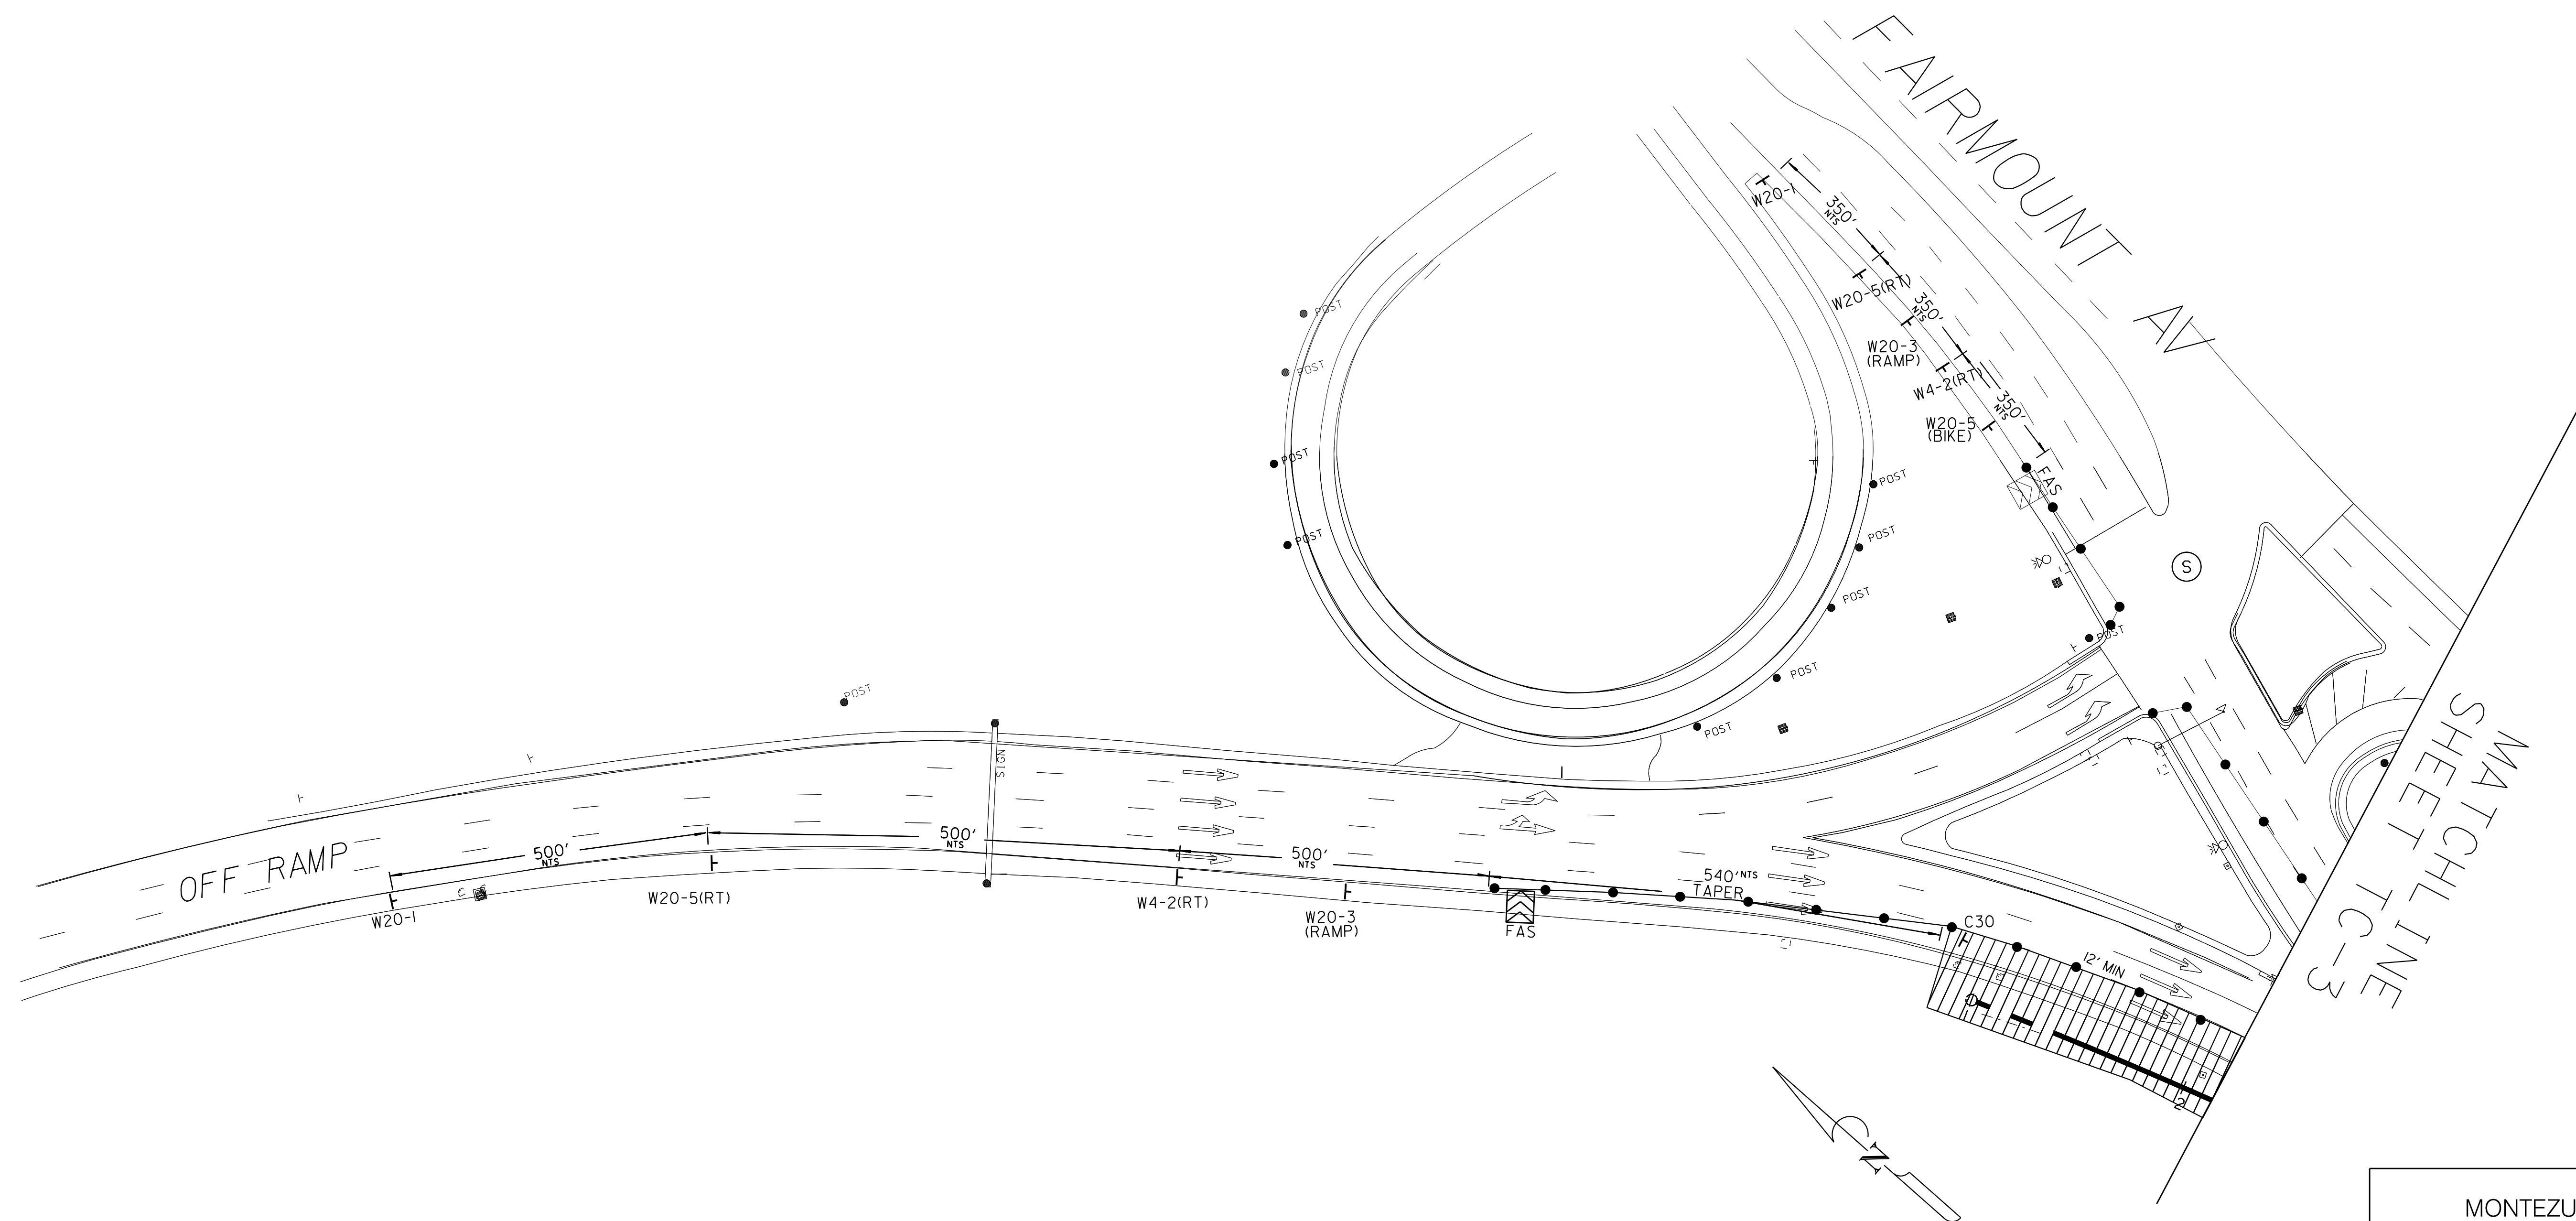 FAIRMOUNT AV
W20-1
350'
NTS
W20-5(RT)
350'
NTS
W20-3
(RAMP)
W4-2(RT)
350'
NTS
W20-5
(BIKE)
FAS
POST
POST
POST
POST
POST
POST
POST
POST
POST
POST
POST
S
SIGN
OFF RAMP
500'
NTS
500'
NTS
500'
NTS
540' NTS
TAPER
W20-1
W20-5(RT)
W4-2(RT)
W20-3
(RAMP)
FAS
C30
12' MIN
1
2
MATCHLINE
SHEET TC-3
N
MONTEZU